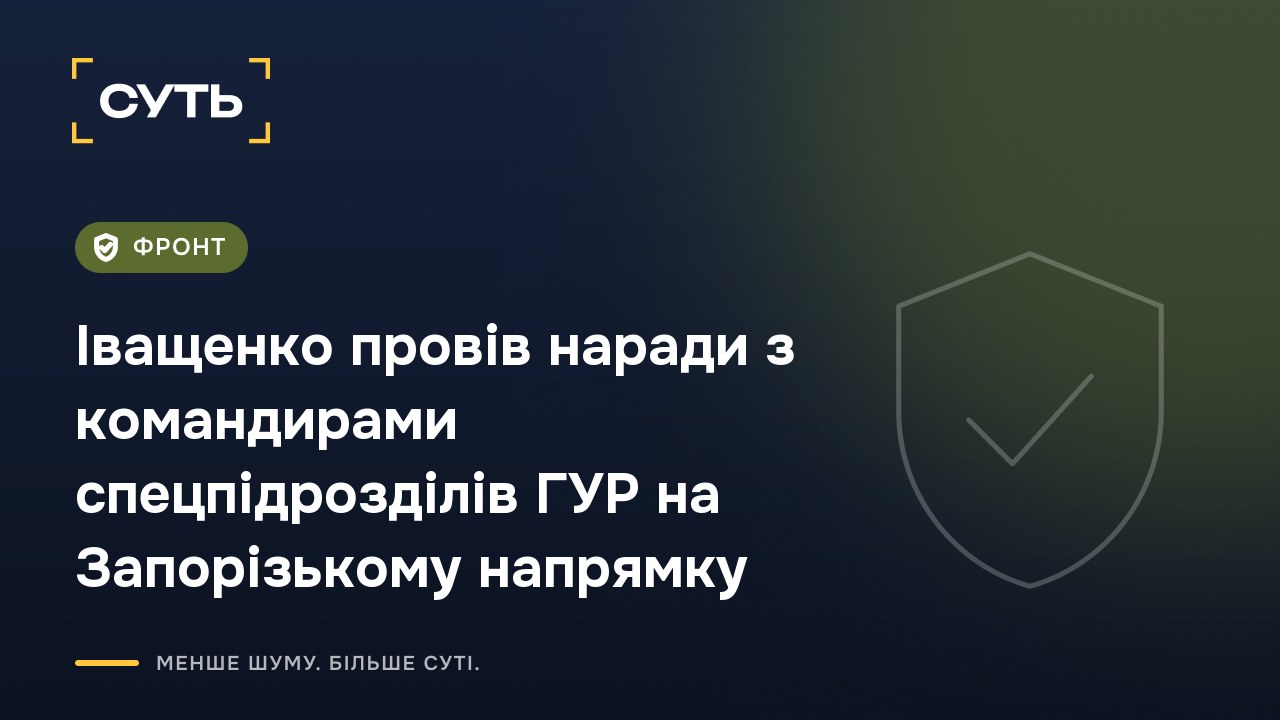 СУТЬ
ФРОНТ
Іващенко провів наради з
командирами
спецпідрозділів ГУР на
Запорізькому напрямку
МЕНШЕ ШУМУ. БІЛЬШЕ СУТІ.